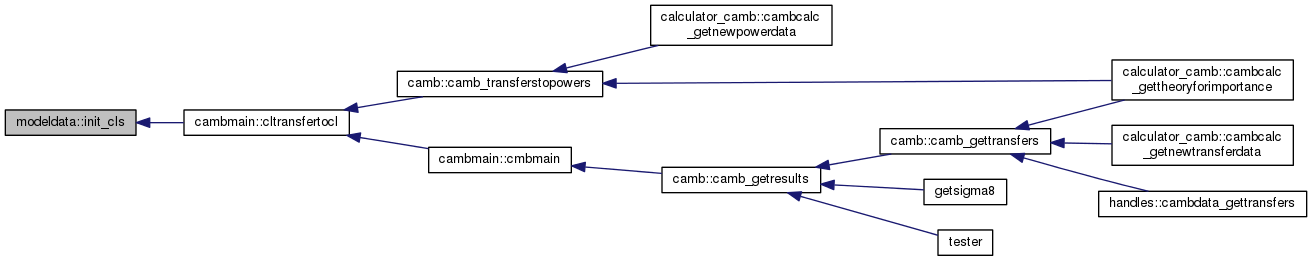 calculator_camb::cambcalc
_getnewpowerdata
camb::camb_transferstopowers
calculator_camb::cambcalc
_gettheoryforimportance
modeldata::init_cls
cambmain::cltransfertocl
camb::camb_gettransfers
calculator_camb::cambcalc
_getnewtransferdata
cambmain::cmbmain
camb::camb_getresults
getsigma8
handles::cambdata_gettransfers
tester